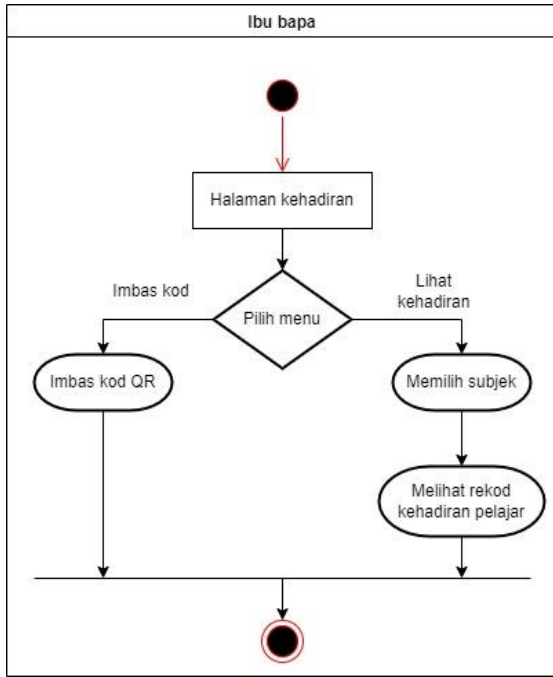 Ibu bapa
Halaman kehadiran
Imbas kod
Lihat
kehadiran
Pilih menu
Imbas kod QR
Memilih subjek
Melihat rekod
kehadiran pelajar